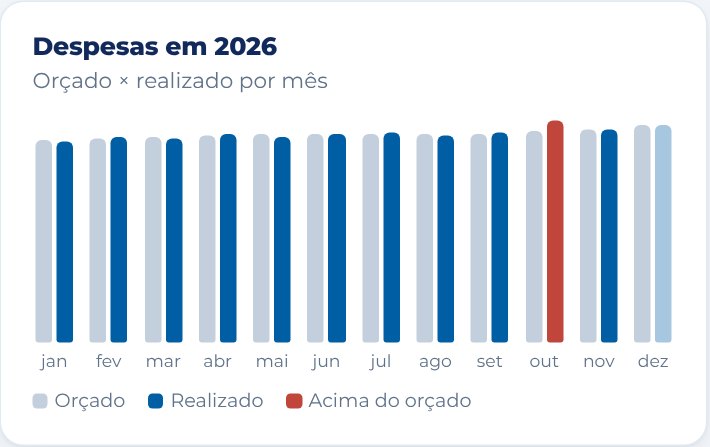 Despesas em 2026
Orçado × realizado por mês
jan fev mar abr mai jun jul ago set out nov dez
Orçado Realizado Acima do orçado